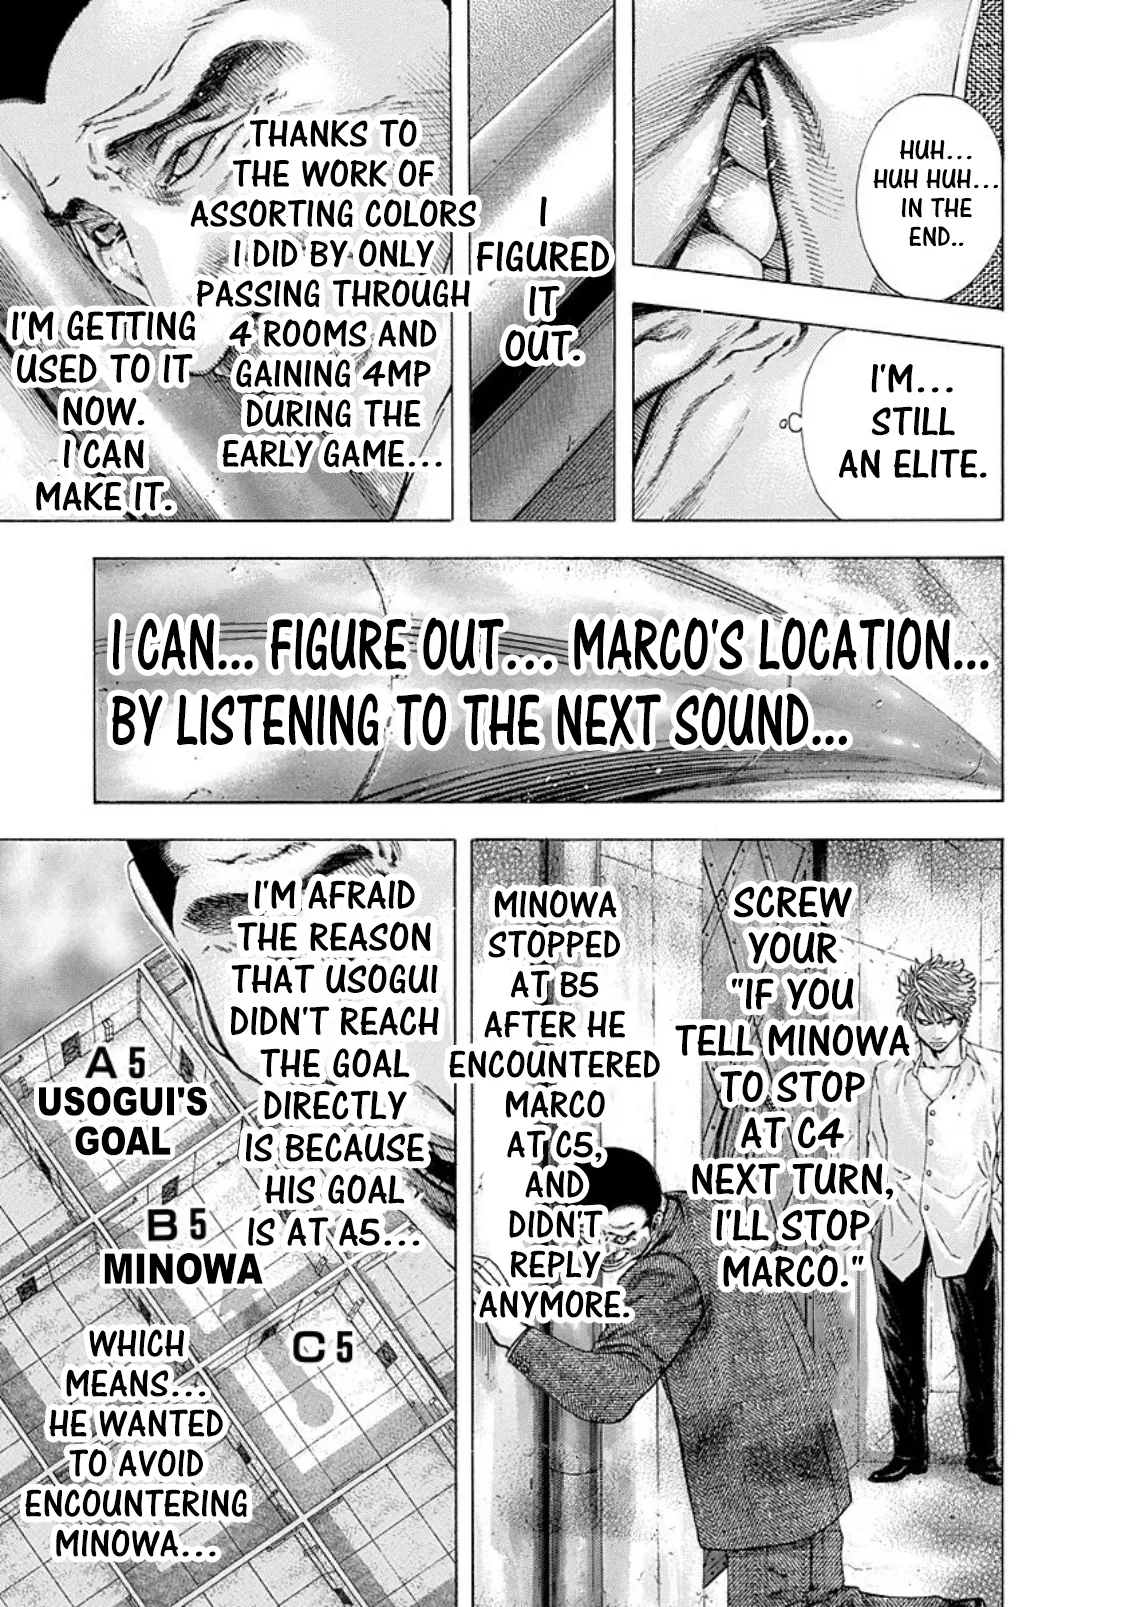 HUH...
HUH HUH...
IN THE
END..
I'M...
STILL
AN ELITE.
I
FIGURED
IT
OUT.
THANKS TO
THE WORK OF
ASSORTING COLORS
I DID BY ONLY
PASSING THROUGH
4 ROOMS AND
GAINING 4MP
DURING THE
EARLY GAME...
I'M GETTING
USED TO IT
NOW.
I CAN
MAKE IT.
I CAN... FIGURE OUT... MARCO'S LOCATION...
BY LISTENING TO THE NEXT SOUND...
SCREW
YOUR
"IF YOU
TELL MINOWA
TO STOP
AT C4
NEXT TURN,
I'LL STOP
MARCO."
MINOWA
STOPPED
AT B5
AFTER HE
ENCOUNTERED
MARCO
AT C5,
AND
DIDN'T
REPLY
ANYMORE.
I'M AFRAID
THE REASON
THAT USOGUI
DIDN'T REACH
THE GOAL
DIRECTLY
IS BECAUSE
HIS GOAL
IS AT A5...
A5
USOGUI'S
GOAL
B5
MINOWA
C5
WHICH
MEANS...
HE WANTED
TO AVOID
ENCOUNTERING
MINOWA...